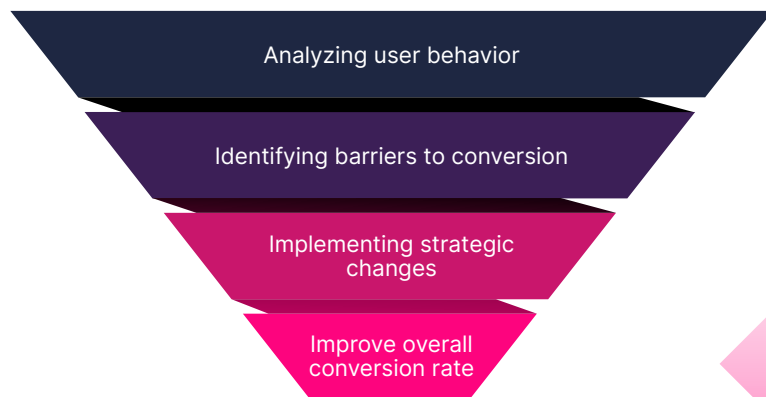 Analyzing user behavior
Identifying barriers to conversion
Implementing strategic
changes
Improve overall
conversion rate